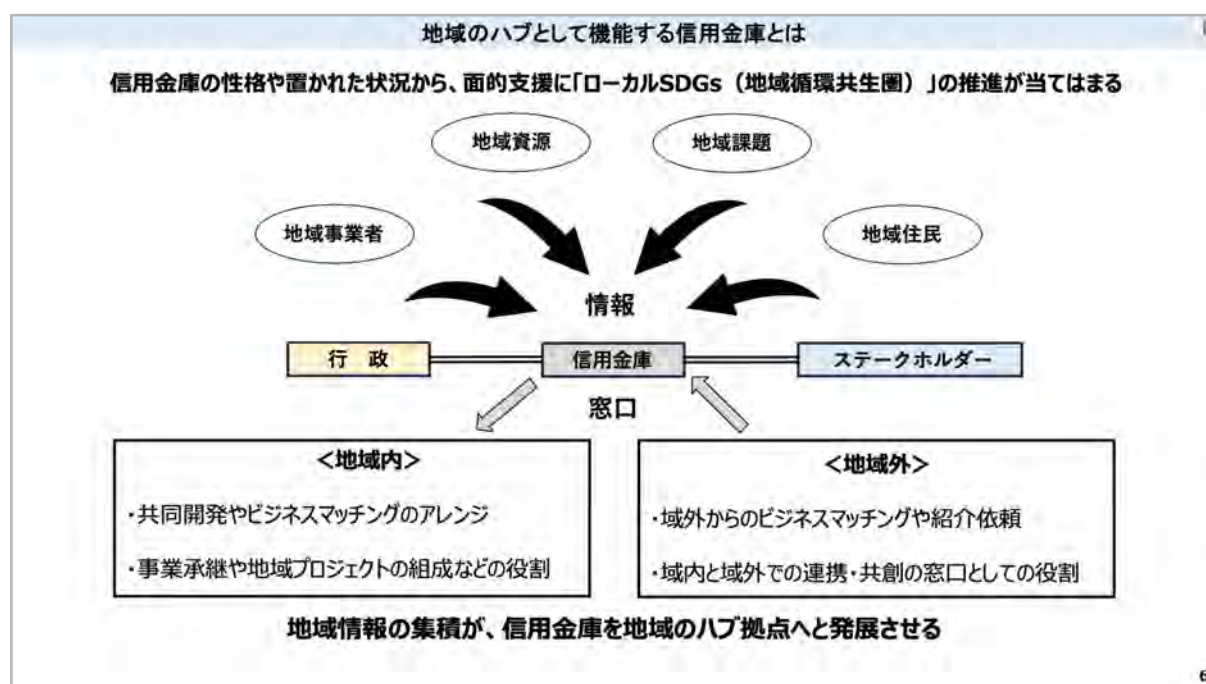 地域のハブとして機能する信用金庫とは
信用金庫の性格や置かれた状況から、面的支援に「ローカルSDGs（地域循環共生圏）」の推進が当てはまる
地域資源
地域課題
地域事業者
地域住民
情報
行　政
信用金庫
ステークホルダー
窓口
＜地域内＞
・共同開発やビジネスマッチングのアレンジ
・事業承継や地域プロジェクトの組成などの役割
＜地域外＞
・域外からのビジネスマッチングや紹介依頼
・域内と域外での連携・共創の窓口としての役割
地域情報の集積が、信用金庫を地域のハブ拠点へと発展させる
6